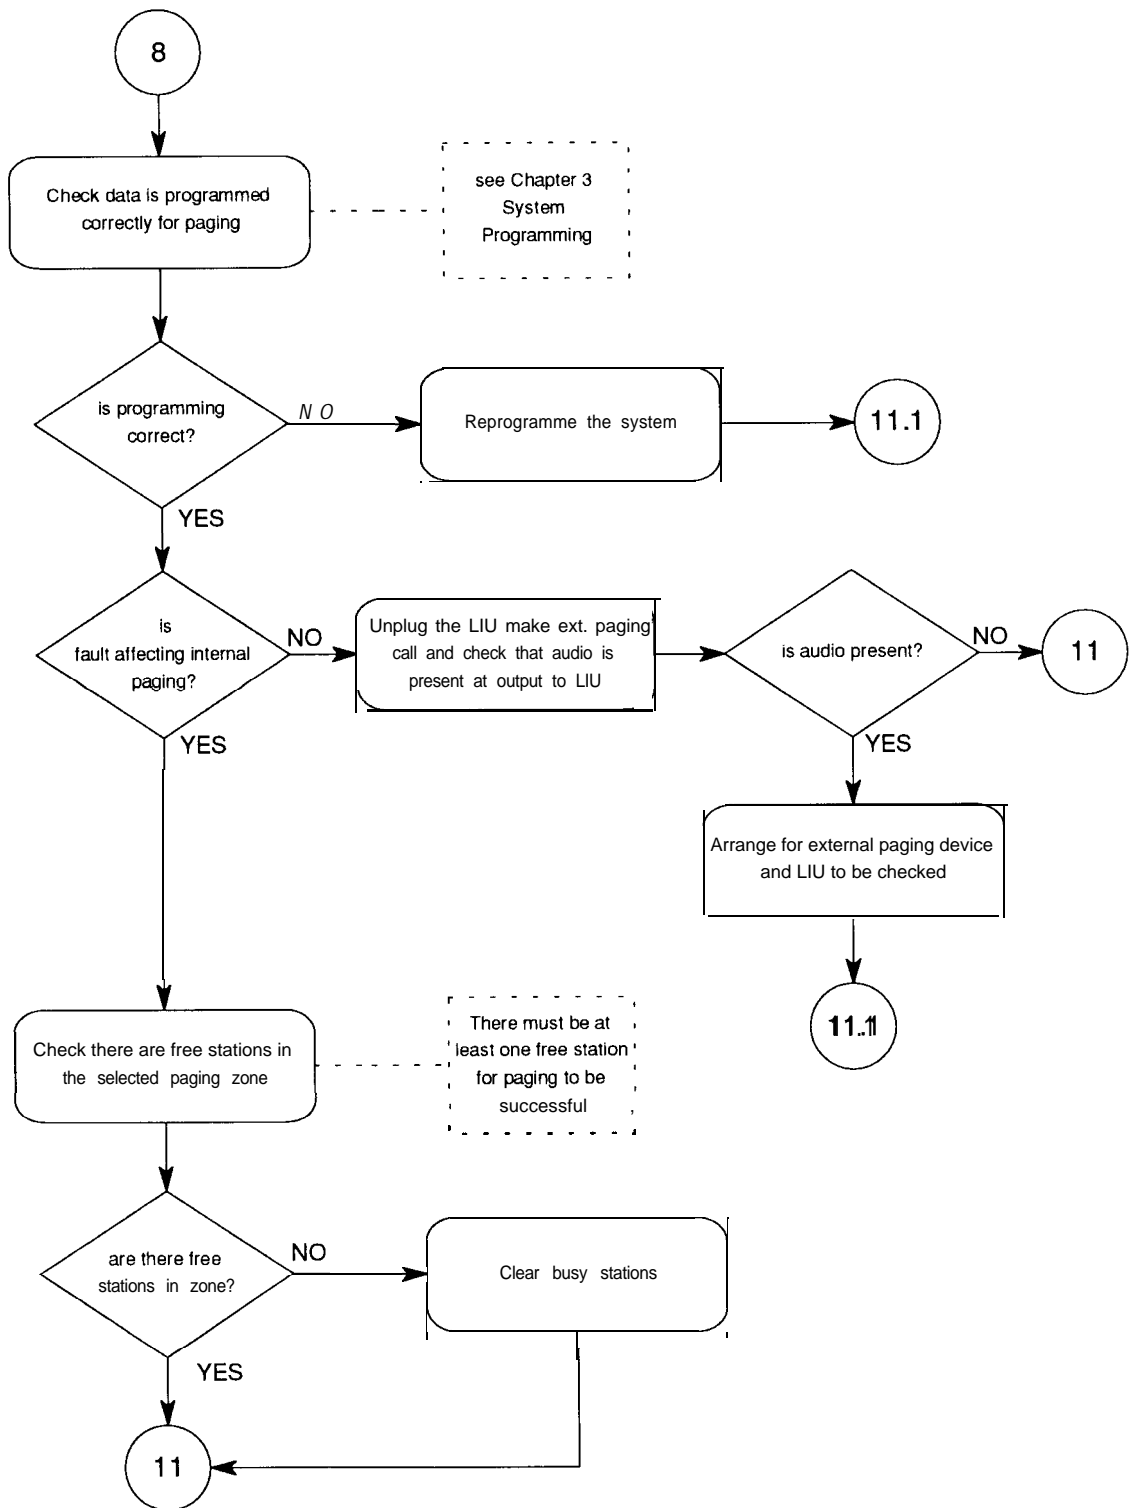 8
Check data is programmed
correctly for paging
see Chapter 3
System
Programming
is programming
correct?
NO
Reprogramme the system
11.1
YES
is
fault affecting internal
paging?
NO
Unplug the LIU make ext. paging
call and check that audio is
present at output to LIU
is audio present?
NO
11
YES
YES
Arrange for external paging device
and LIU to be checked
11.1
Check there are free stations in
the selected paging zone
There must be at
least one free station
for paging to be
successful
are there free
stations in zone?
NO
Clear busy stations
YES
11